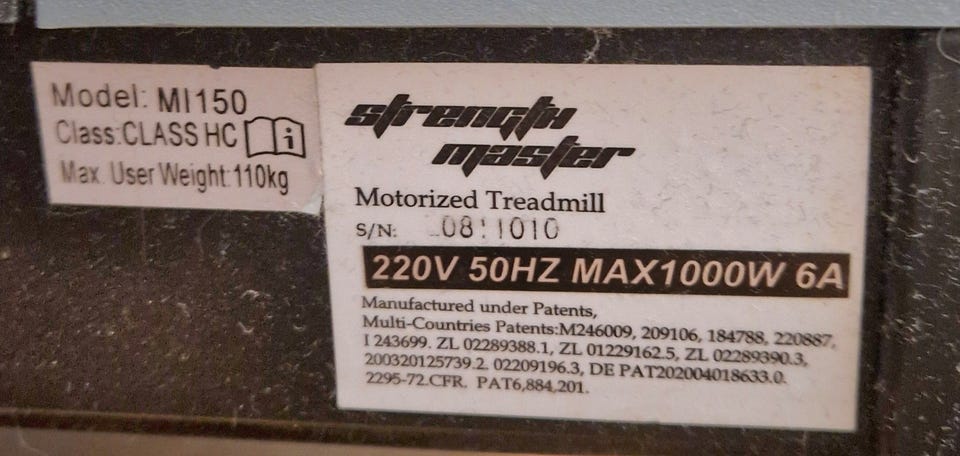 Model: MI150
Class:CLASS HC
Max. User Weight:110kg
strength
master
Motorized Treadmill
S/N:
220V 50HZ MAX1000W 6A
Manufactured under Patents,
Multi-Countries Patents:M246009, 209106, 184788, 220887,
I 243699. ZL 02289388.1, ZL 01229162.5, ZL 02289390.3,
200320125739.2. 02209196.3, DE PAT202004018633.0.
2295-72.CFR. PAT6,884,201.